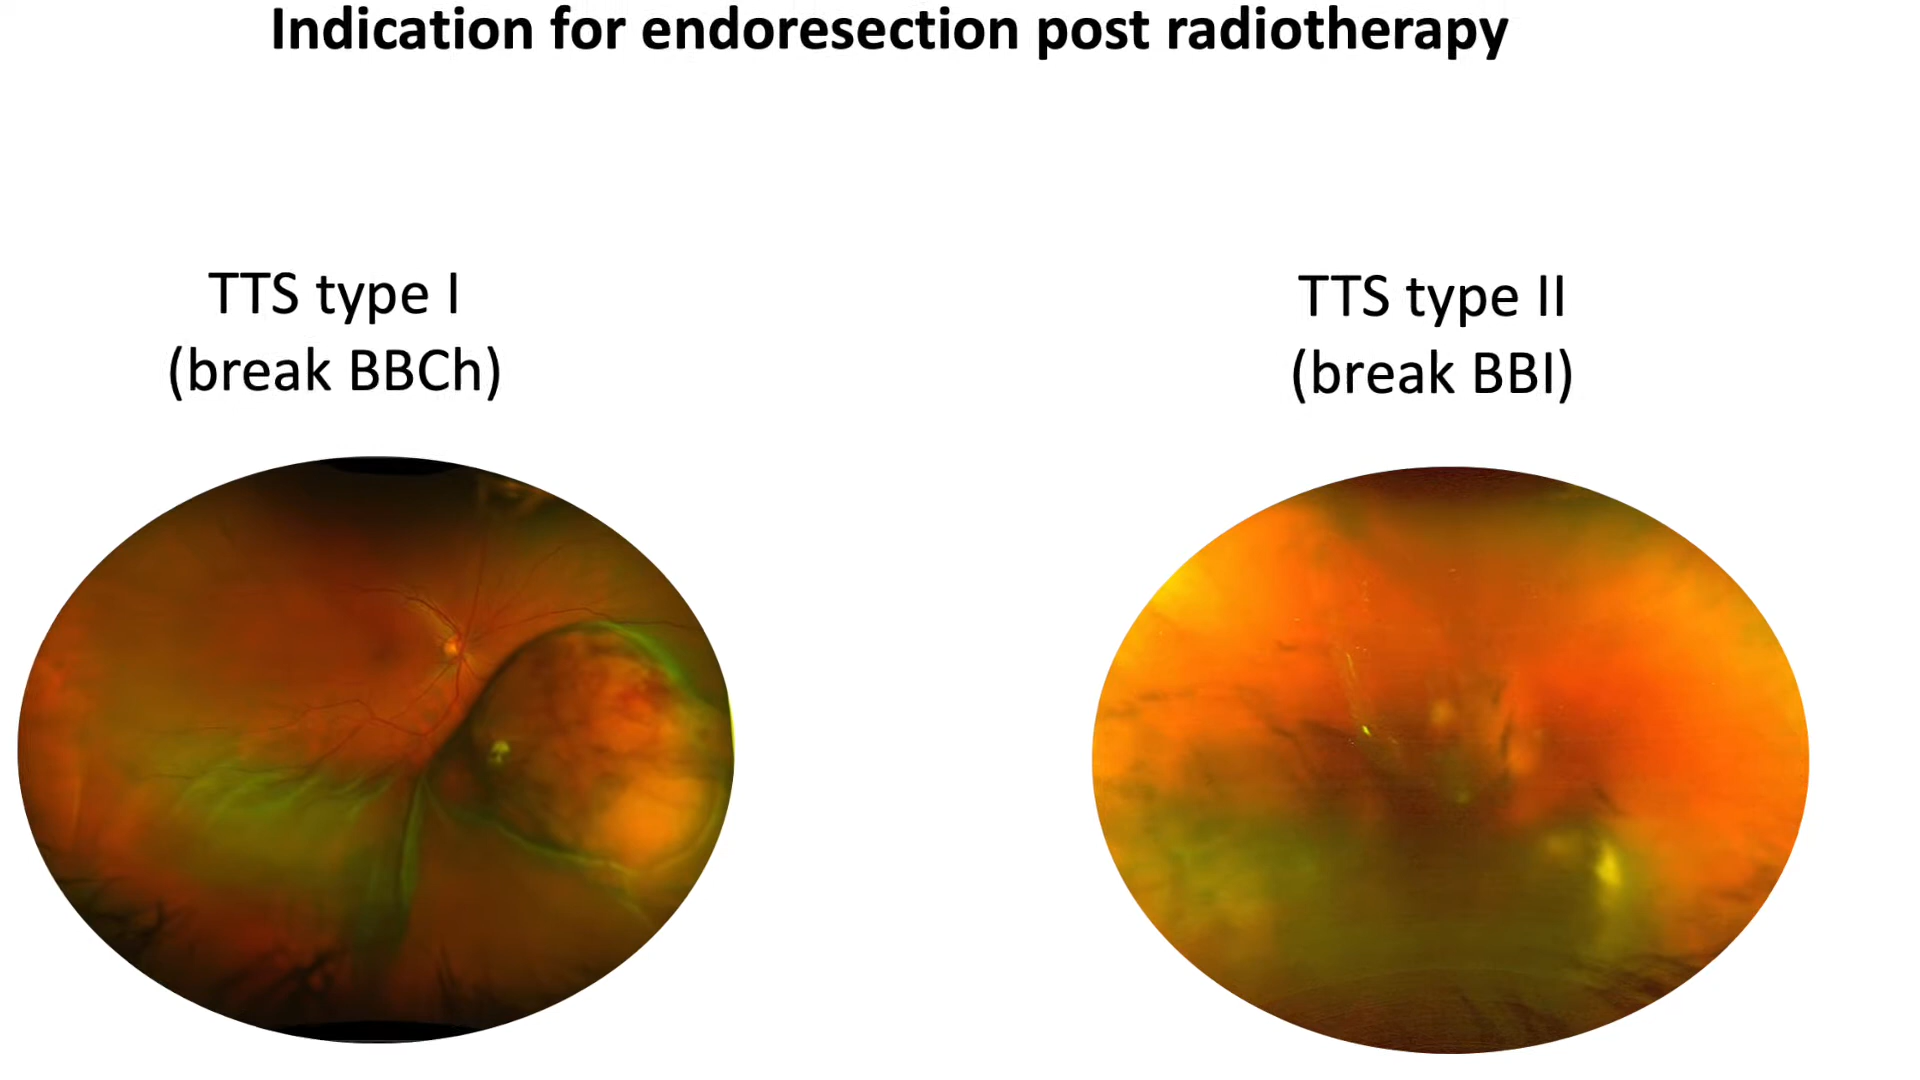 Indication for endoresection post radiotherapy
TTS type I
(break BBCh)
TTS type II
(break BBI)